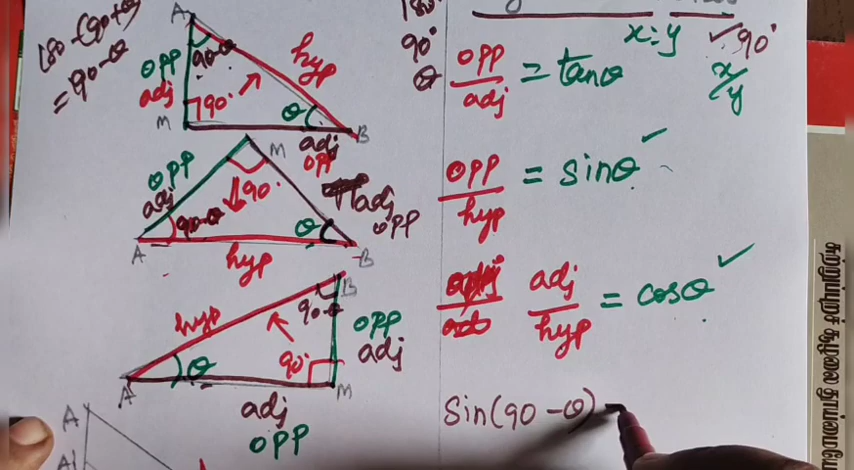 180-(90+θ)
= 90-θ
A
90-θ
opp
adj
hyp
90°
θ
M
B
adj
opp
M
opp
adj
90°
90-θ
θ
adj
opp
A
hyp
B
B
90-θ
hyp
opp
adj
90°
θ
A
M
adj
opp
A
A
180°
90°
θ
x:y
✓90°
opp/adj = tanθ
x/y
opp/hyp = sinθ ✓
adj/hyp = cosθ ✓
Sin(90-θ) =